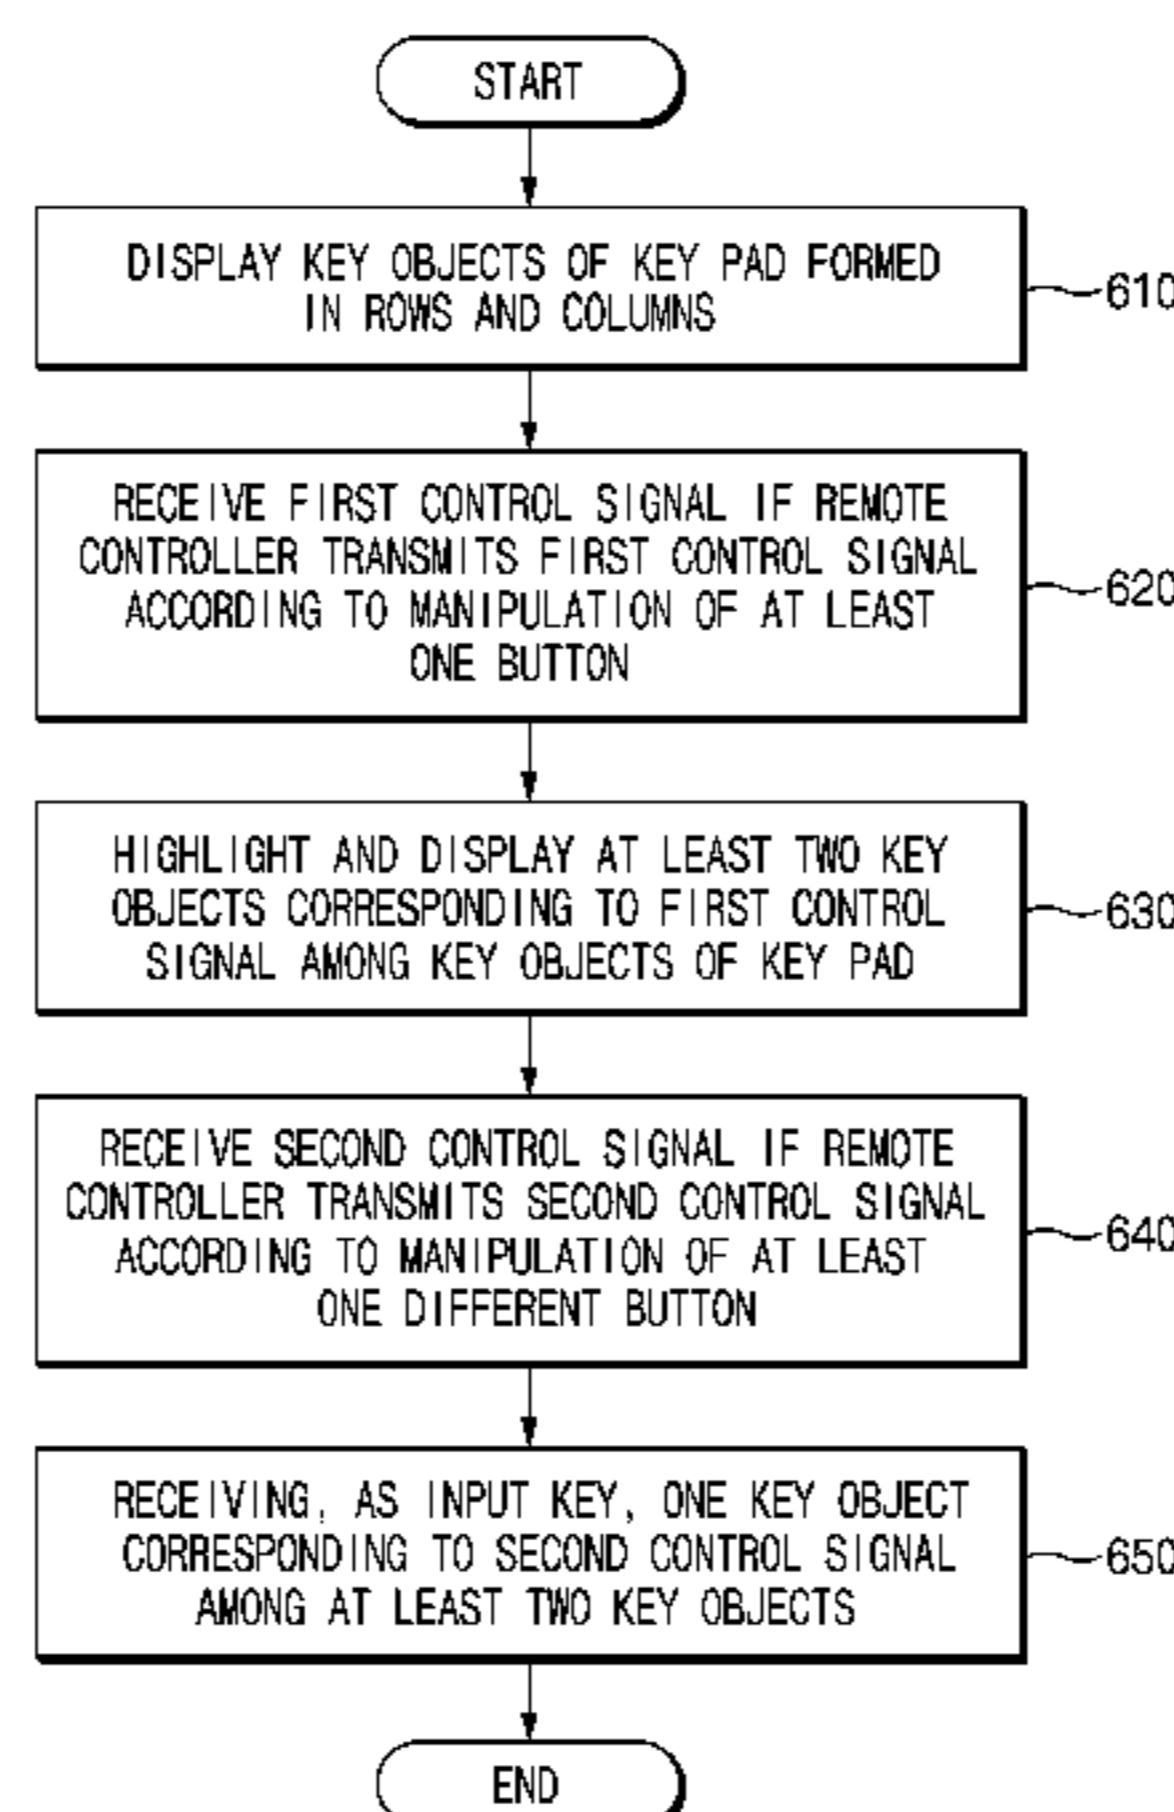 START
DISPLAY KEY OBJECTS OF KEY PAD FORMED
IN ROWS AND COLUMNS
610
RECEIVE FIRST CONTROL SIGNAL IF REMOTE
CONTROLLER TRANSMITS FIRST CONTROL SIGNAL
ACCORDING TO MANIPULATION OF AT LEAST
ONE BUTTON
620
HIGHLIGHT AND DISPLAY AT LEAST TWO KEY
OBJECTS CORRESPONDING TO FIRST CONTROL
SIGNAL AMONG KEY OBJECTS OF KEY PAD
630
RECEIVE SECOND CONTROL SIGNAL IF REMOTE
CONTROLLER TRANSMITS SECOND CONTROL SIGNAL
ACCORDING TO MANIPULATION OF AT LEAST
ONE DIFFERENT BUTTON
640
RECEIVING, AS INPUT KEY, ONE KEY OBJECT
CORRESPONDING TO SECOND CONTROL SIGNAL
AMONG AT LEAST TWO KEY OBJECTS
650
END